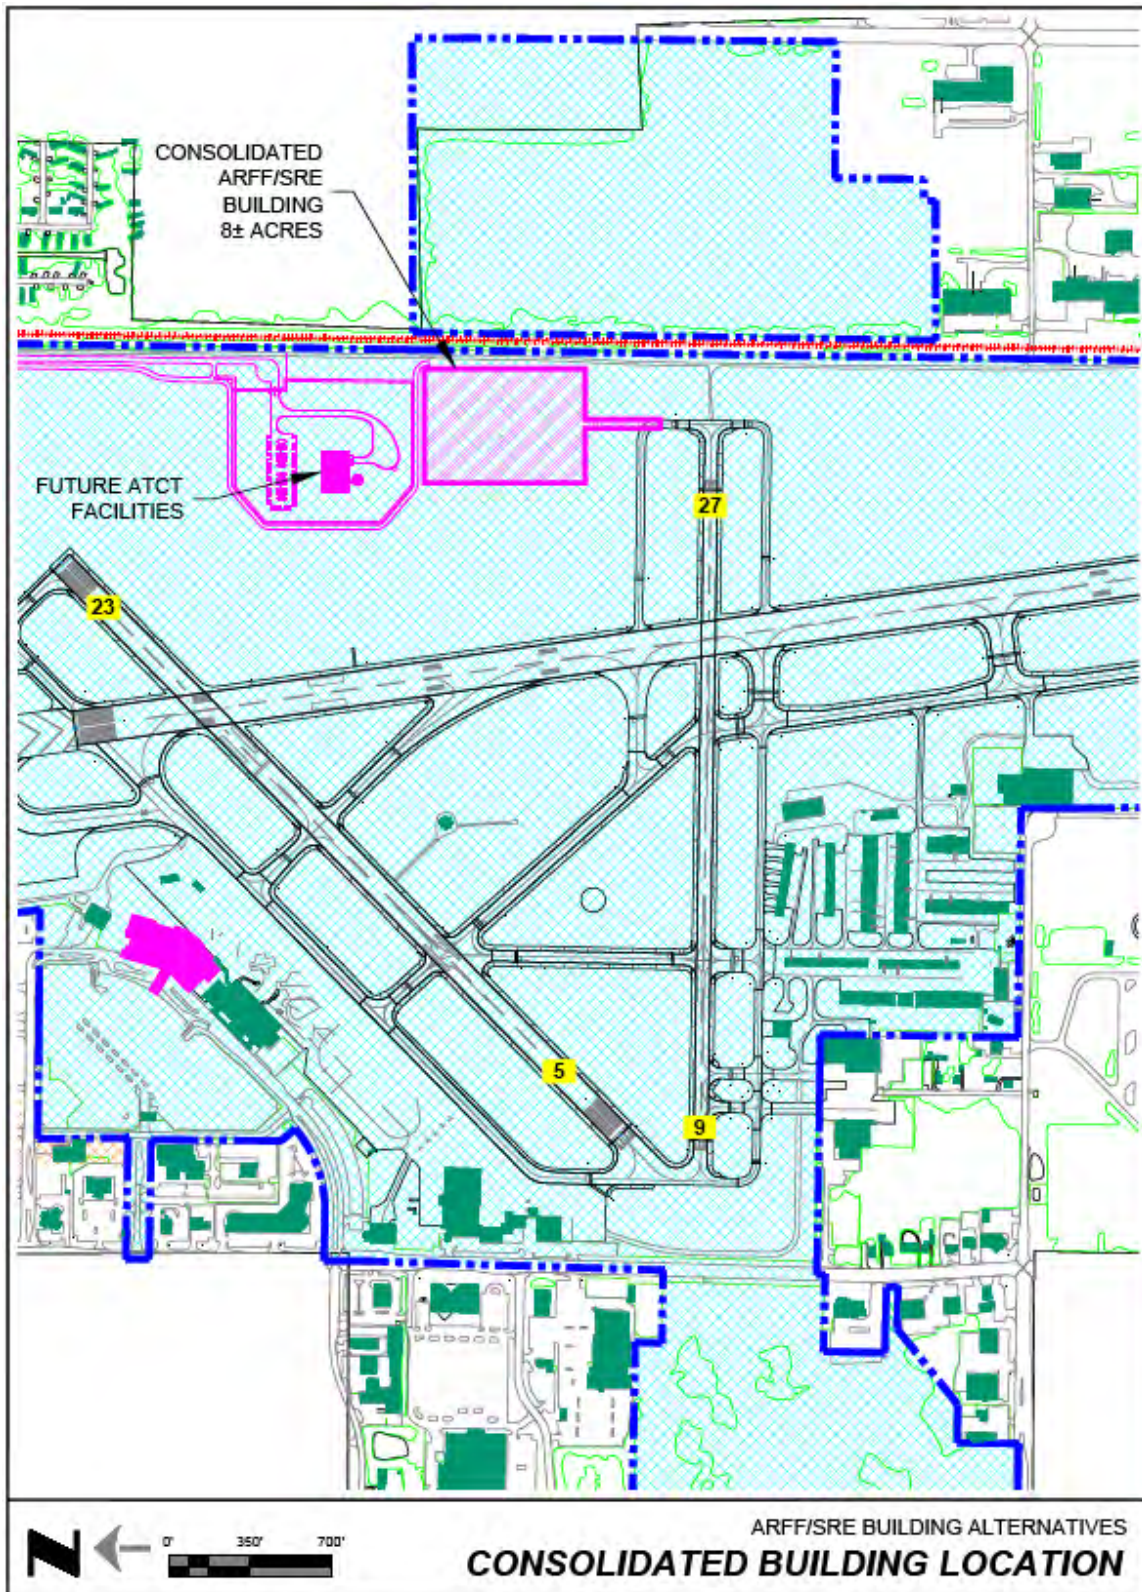 CONSOLIDATED
ARFF/SRE
BUILDING
8± ACRES
FUTURE ATCT
FACILITIES
27
23
5
9
N
0' 350' 700'
ARFF/SRE BUILDING ALTERNATIVES
CONSOLIDATED BUILDING LOCATION